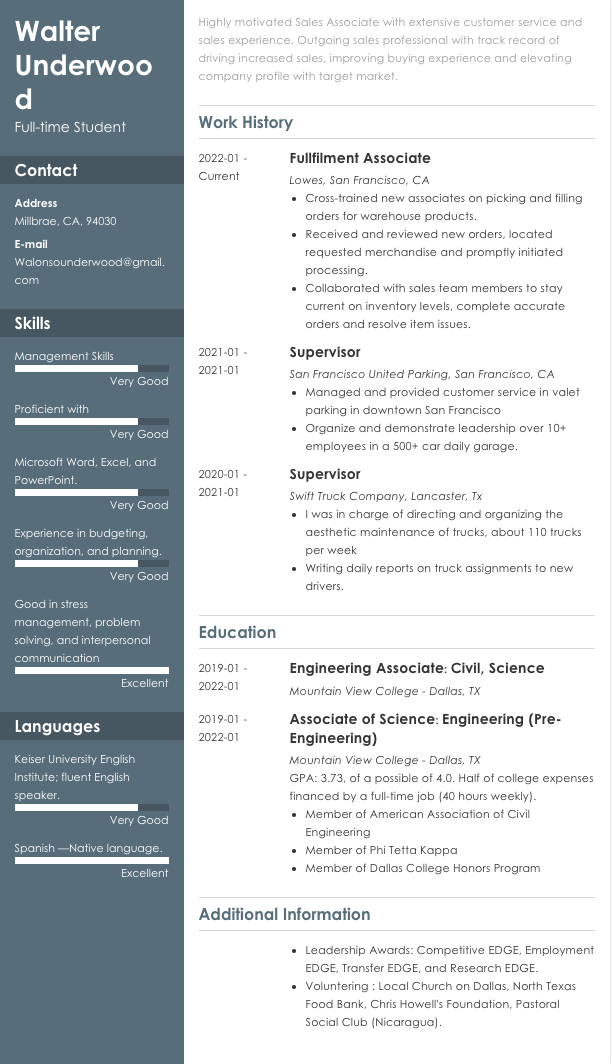 Walter
Underwoo
d
Full-time Student
Contact
Address
Millbrae, CA, 94030
E-mail
Walonsounderwood@gmail.
com
Skills
Management Skills
Very Good
Proficient with
Very Good
Microsoft Word, Excel, and
PowerPoint.
Very Good
Experience in budgeting,
organization, and planning.
Very Good
Good in stress
management, problem
solving, and interpersonal
communication
Excellent
Languages
Keiser University English
Institute; fluent English
speaker.
Very Good
Spanish —Native language.
Excellent
Highly motivated Sales Associate with extensive customer service and
sales experience. Outgoing sales professional with track record of
driving increased sales, improving buying experience and elevating
company profile with target market.
Work History
2022-01 -
Current
Fullfilment Associate
Lowes, San Francisco, CA
• Cross-trained new associates on picking and filling
orders for warehouse products.
• Received and reviewed new orders, located
requested merchandise and promptly initiated
processing.
• Collaborated with sales team members to stay
current on inventory levels, complete accurate
orders and resolve item issues.
2021-01 -
2021-01
Supervisor
San Francisco United Parking, San Francisco, CA
• Managed and provided customer service in valet
parking in downtown San Francisco
• Organize and demonstrate leadership over 10+
employees in a 500+ car daily garage.
2020-01 -
2021-01
Supervisor
Swift Truck Company, Lancaster, Tx
• I was in charge of directing and organizing the
aesthetic maintenance of trucks, about 110 trucks
per week
• Writing daily reports on truck assignments to new
drivers.
Education
2019-01 -
2022-01
Engineering Associate: Civil, Science
Mountain View College - Dallas, TX
2019-01 -
2022-01
Associate of Science: Engineering (Pre-
Engineering)
Mountain View College - Dallas, TX
GPA: 3.73, of a possible of 4.0. Half of college expenses
financed by a full-time job (40 hours weekly).
• Member of American Association of Civil
Engineering
• Member of Phi Tetta Kappa
• Member of Dallas College Honors Program
Additional Information
• Leadership Awards: Competitive EDGE, Employment
EDGE, Transfer EDGE, and Research EDGE.
• Voluntering : Local Church on Dallas, North Texas
Food Bank, Chris Howell's Foundation, Pastoral
Social Club (Nicaragua).